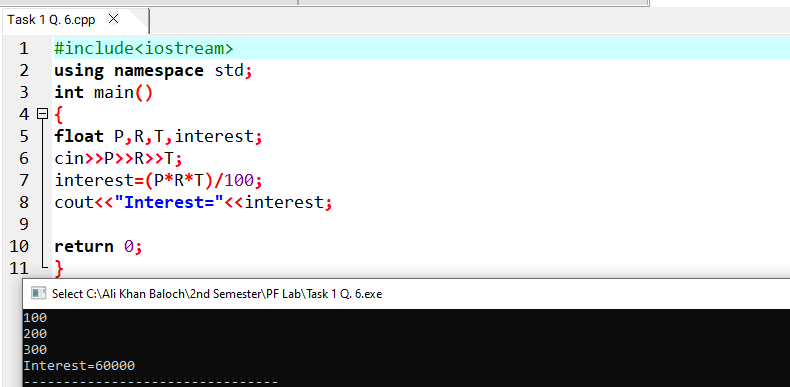 Task 1 Q. 6.cpp
1 #include<iostream>
2 using namespace std;
3 int main()
4 {
5 float P,R,T,interest;
6 cin>>P>>R>>T;
7 interest=(P*R*T)/100;
8 cout<<"Interest="<<interest;
9
10 return 0;
11 }
Select C:\Ali Khan Baloch\2nd Semester\PF Lab\Task 1 Q. 6.exe
100
200
300
Interest=60000
--------------------------------